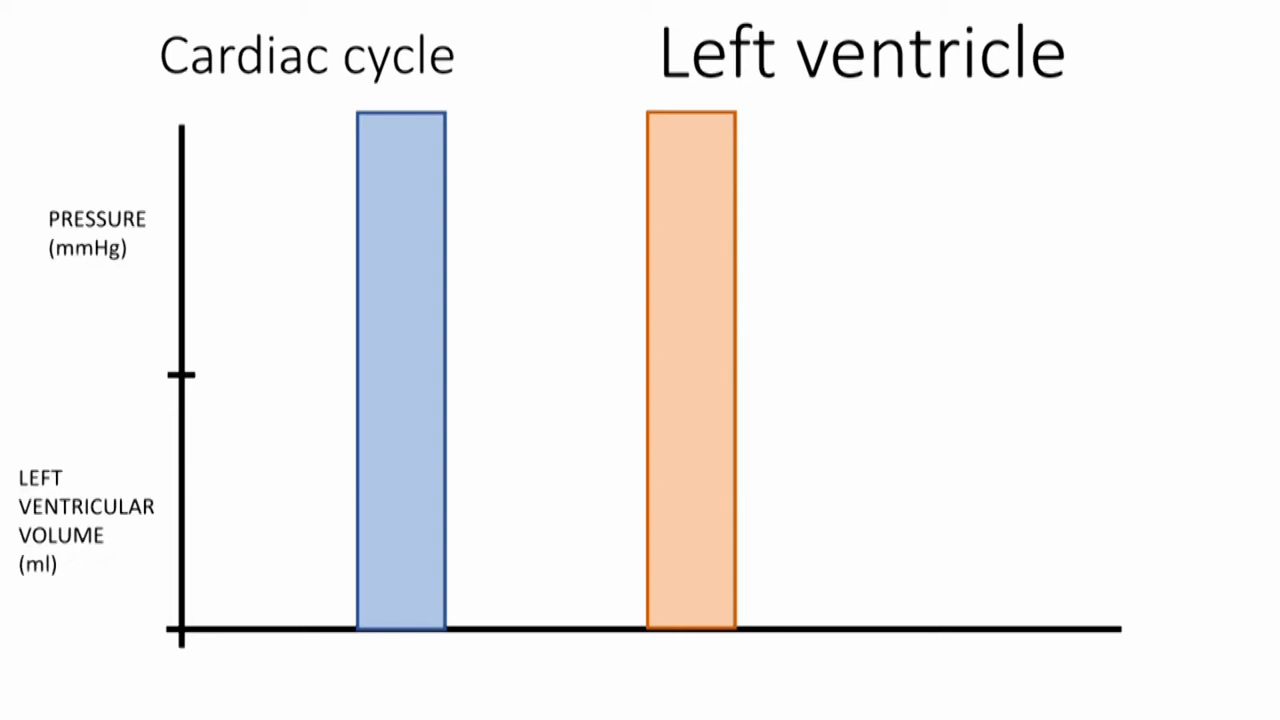 Cardiac cycle
Left ventricle
PRESSURE
(mmHg)
LEFT
VENTRICULAR
VOLUME
(ml)